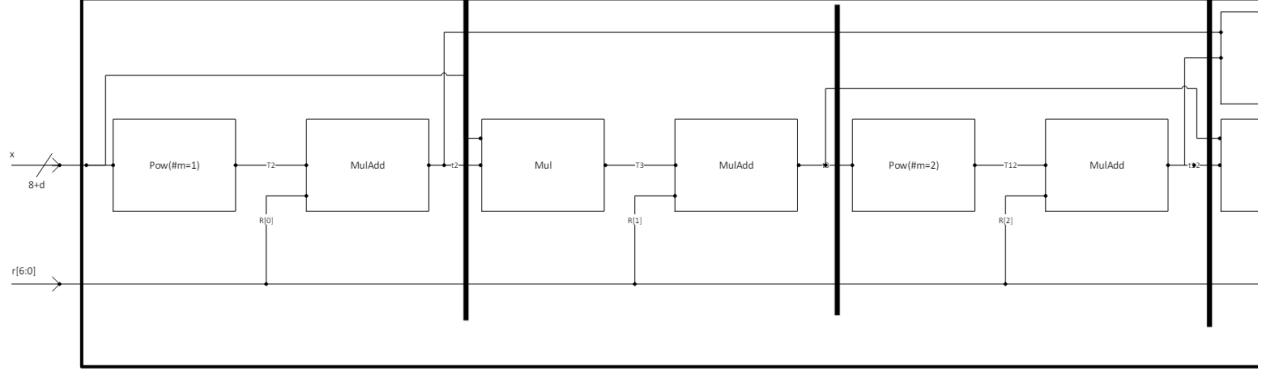 x
8+d
Pow(#m=1)
T2
MulAdd
t2
Mul
T3
MulAdd
Pow(#m=2)
T12
MulAdd
R[0]
R[1]
R[2]
r[6:0]